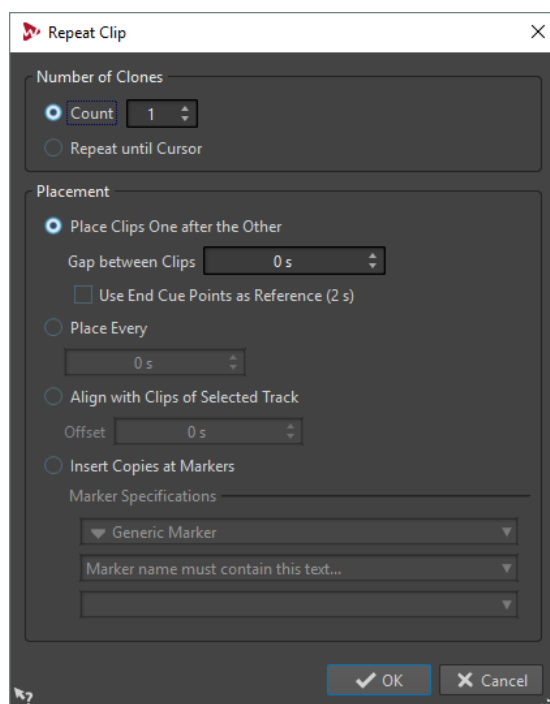 Repeat Clip
Number of Clones
Count 1
Repeat until Cursor
Placement
Place Clips One after the Other
Gap between Clips 0 s
Use End Cue Points as Reference (2 s)
Place Every
0 s
Align with Clips of Selected Track
Offset 0 s
Insert Copies at Markers
Marker Specifications
Generic Marker
Marker name must contain this text...
OK Cancel